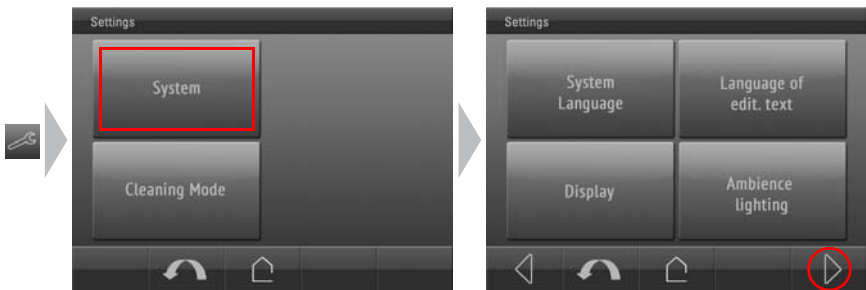 Settings
System
Cleaning Mode
Settings
System
Language
Language of
edit. text
Display
Ambience
lighting